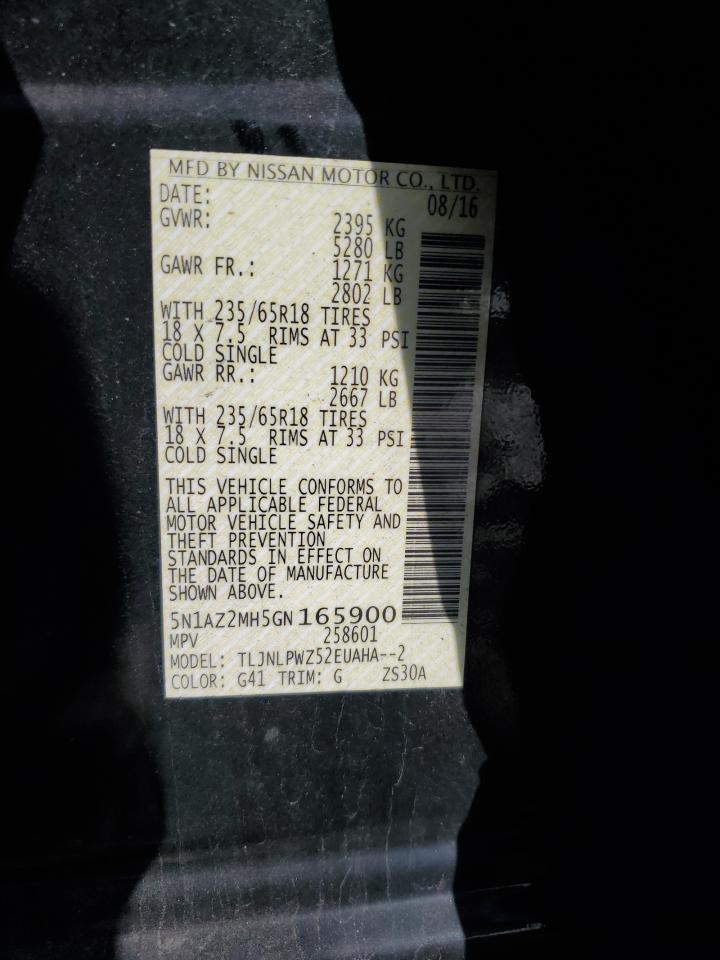 MFD BY NISSAN MOTOR CO., LTD.
DATE: 08/16
GVWR: 2395 KG
5280 LB
GAWR FR.: 1271 KG
2802 LB
WITH 235/65R18 TIRES
18 X 7.5 RIMS AT 33 PSI
COLD SINGLE
GAWR RR.: 1210 KG
2667 LB
WITH 235/65R18 TIRES
18 X 7.5 RIMS AT 33 PSI
COLD SINGLE
THIS VEHICLE CONFORMS TO
ALL APPLICABLE FEDERAL
MOTOR VEHICLE SAFETY AND
THEFT PREVENTION
STANDARDS IN EFFECT ON
THE DATE OF MANUFACTURE
SHOWN ABOVE.
5N1AZ2MH5GN165900
MPV 258601
MODEL: TLJNLPWZ52EUAHA--2
COLOR: G41 TRIM: G ZS30A